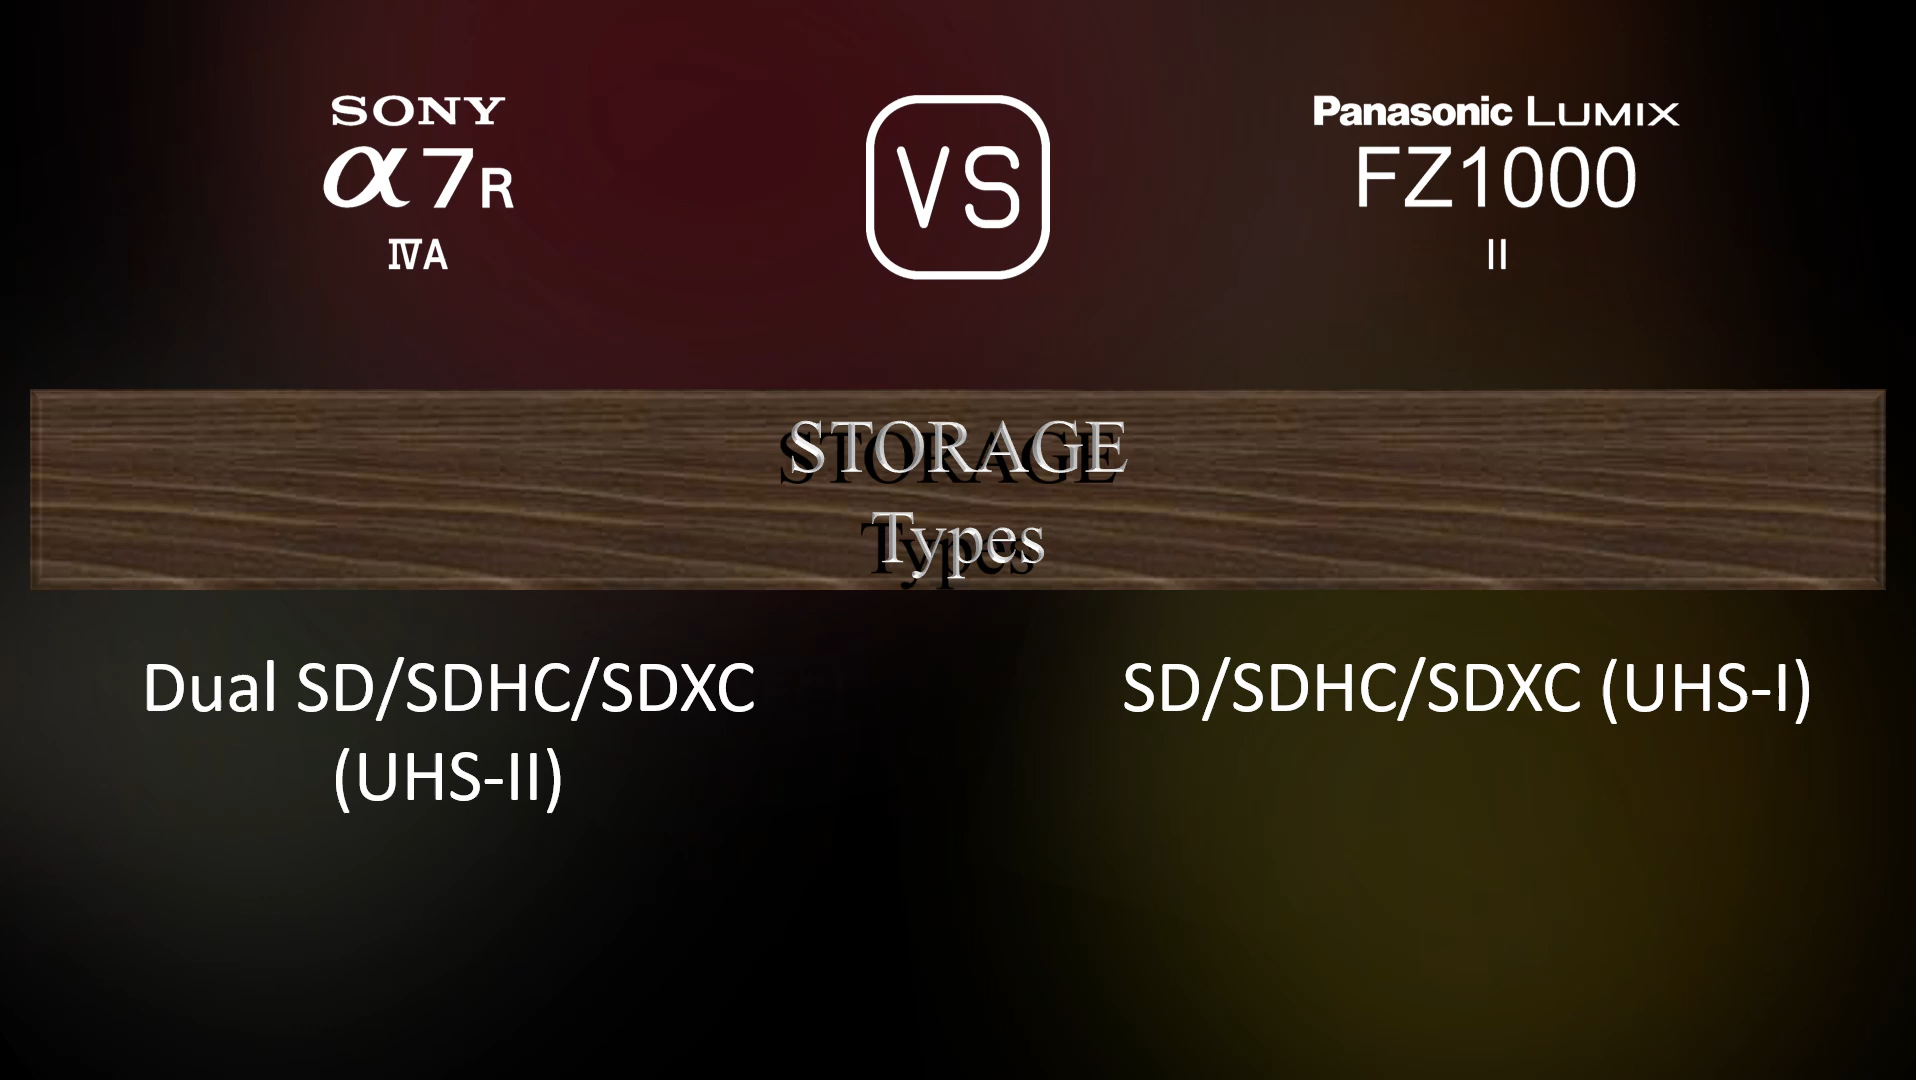 SONY
α7R
IVA
VS
Panasonic LUMIX
FZ1000
II
STORAGE
Types
Dual SD/SDHC/SDXC
(UHS-II)
SD/SDHC/SDXC (UHS-I)